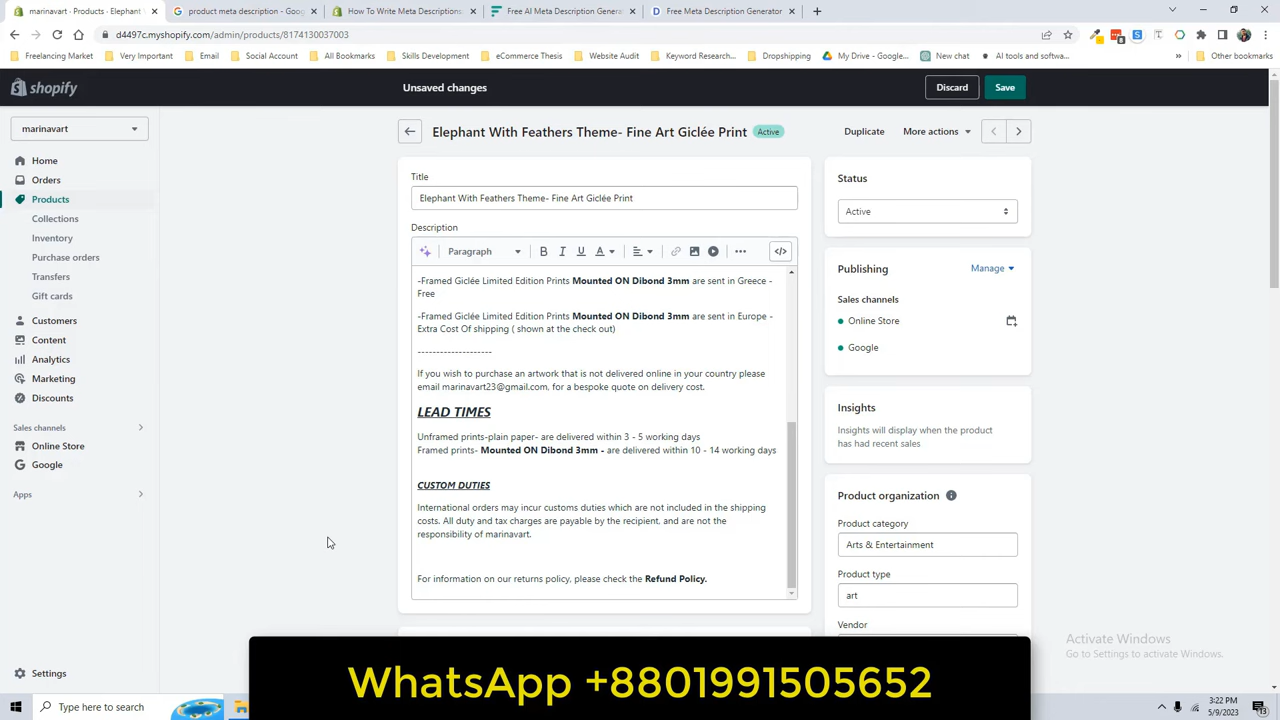 marinavart · Products · Elephant
product meta description - Goog
How To Write Meta Descriptions
Free AI Meta Description Generat
Free Meta Description Generator
d4497c.myshopify.com/admin/products/8174130037003
Freelancing Market
Very Important
Email
Social Account
All Bookmarks
Skills Development
eCommerce Thesis
Website Audit
Keyword Research...
Dropshipping
My Drive - Google...
New chat
AI tools and softwa...
Other bookmarks
shopify
Unsaved changes
Discard
Save
marinavart
Elephant With Feathers Theme- Fine Art Giclée Print
Active
Duplicate
More actions
Home
Orders
Products
Collections
Inventory
Purchase orders
Transfers
Gift cards
Customers
Content
Analytics
Marketing
Discounts
Sales channels
Online Store
Google
Apps
Settings
Title
Elephant With Feathers Theme- Fine Art Giclée Print
Description
Paragraph
B
I
U
A
-Framed Giclée Limited Edition Prints Mounted ON Dibond 3mm are sent in Greece -
Free
-Framed Giclée Limited Edition Prints Mounted ON Dibond 3mm are sent in Europe -
Extra Cost Of shipping ( shown at the check out)
--------------------
If you wish to purchase an artwork that is not delivered online in your country please
email marinavart23@gmail.com, for a bespoke quote on delivery cost.
LEAD TIMES
Unframed prints-plain paper- are delivered within 3 - 5 working days
Framed prints- Mounted ON Dibond 3mm - are delivered within 10 - 14 working days
CUSTOM DUTIES
International orders may incur customs duties which are not included in the shipping
costs. All duty and tax charges are payable by the recipient, and are not the
responsibility of marinavart.
For information on our returns policy, please check the Refund Policy.
Status
Active
Publishing
Manage
Sales channels
Online Store
Google
Insights
Insights will display when the product
has had recent sales
Product organization
Product category
Arts & Entertainment
Product type
art
Vendor
Activate Windows
Go to Settings to activate Windows.
WhatsApp +8801991505652
Type here to search
3:22 PM
5/9/2023